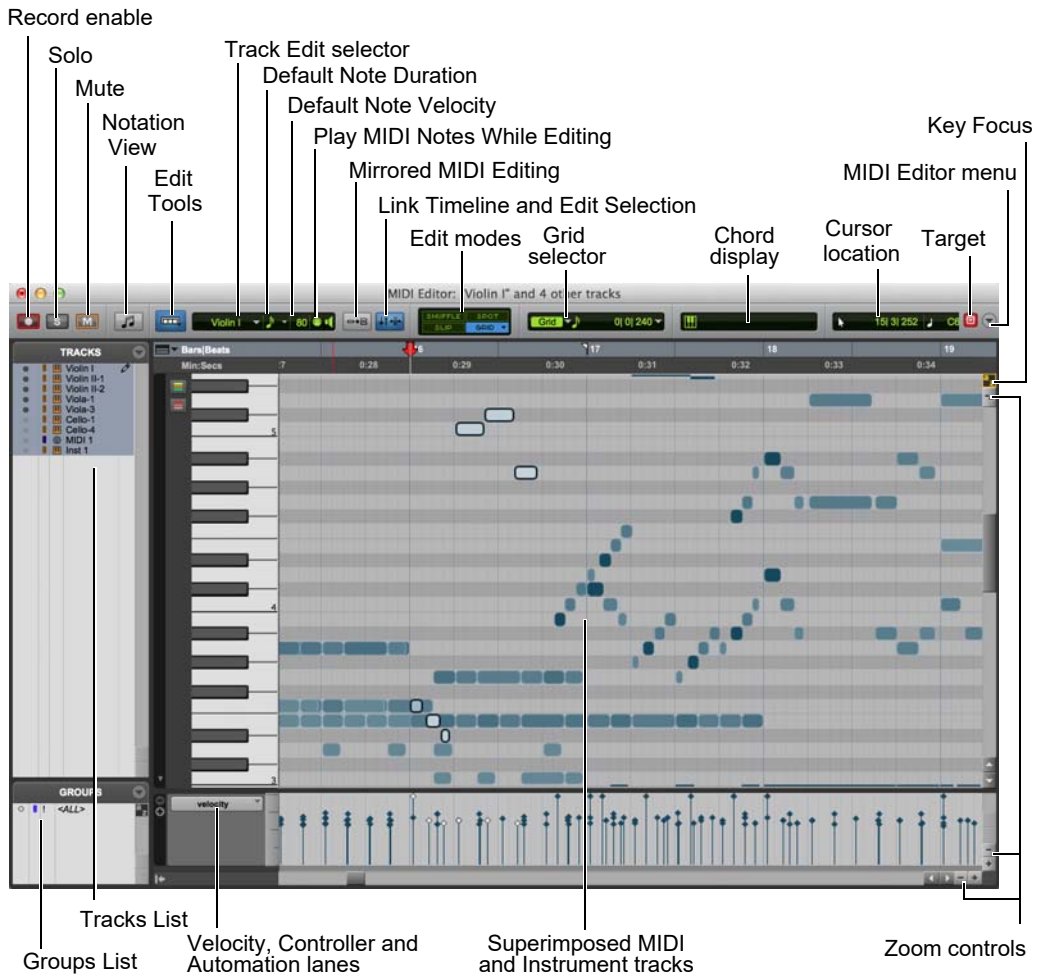 Record enable
Solo
Mute
Notation
View
Edit
Tools
Track Edit selector
Default Note Duration
Default Note Velocity
Play MIDI Notes While Editing
Mirrored MIDI Editing
Link Timeline and Edit Selection
Edit modes
Grid
selector
Chord
display
Cursor
location
Target
MIDI Editor menu
Key Focus
MIDI Editor: "Violin I" and 4 other tracks
S
M
Violin I
80
SHUFFLE SPOT
SLIP GRID
Grid
0| 0| 240
15| 3| 252
C6
TRACKS
Violin I
Violin II-1
Violin II-2
Viola-1
Viola-3
Cello-1
Cello-4
MIDI 1
Inst 1
Bars|Beats
17
18
19
Min:Secs
0:28
0:29
0:30
0:31
0:32
0:33
0:34
5
4
3
GROUPS
! <ALL>
velocity
Tracks List
Groups List
Velocity, Controller and
Automation lanes
Superimposed MIDI
and Instrument tracks
Zoom controls